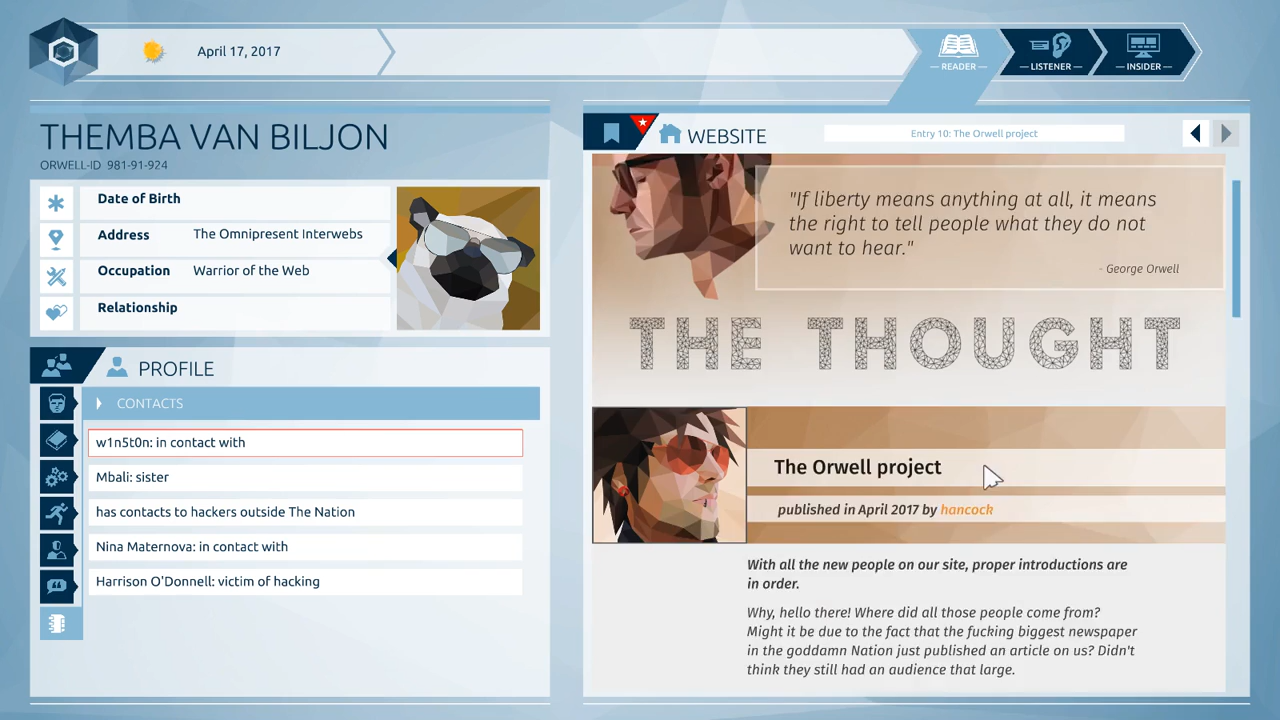 April 17, 2017
READER
LISTENER
INSIDER
THEMBA VAN BILJON
ORWELL-ID 981-91-924
Date of Birth
Address The Omnipresent Interwebs
Occupation Warrior of the Web
Relationship
PROFILE
CONTACTS
w1n5t0n: in contact with
Mbali: sister
has contacts to hackers outside The Nation
Nina Maternova: in contact with
Harrison O'Donnell: victim of hacking
WEBSITE
Entry 10: The Orwell project
"If liberty means anything at all, it means
the right to tell people what they do not
want to hear."
- George Orwell
THE THOUGHT
The Orwell project
published in April 2017 by hancock
With all the new people on our site, proper introductions are
in order.
Why, hello there! Where did all those people come from?
Might it be due to the fact that the fucking biggest newspaper
in the goddamn Nation just published an article on us? Didn't
think they still had an audience that large.